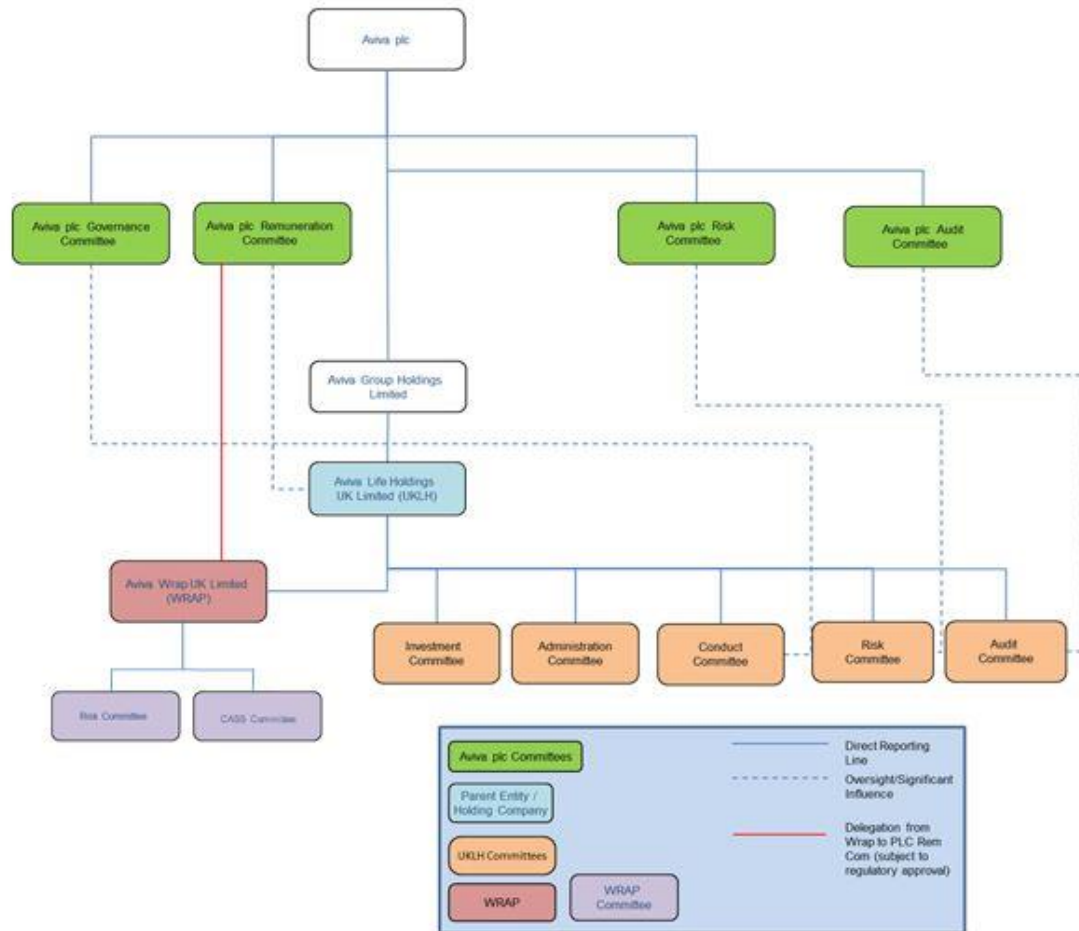 Aviva plc
Aviva plc Governance
Committee
Aviva plc Remuneration
Committee
Aviva plc Risk
Committee
Aviva plc Audit
Committee
Aviva Group Holdings
Limited
Aviva Life Holdings
UK Limited (UKLH)
Aviva Wrap UK Limited
(WRAP)
Investment
Committee
Administration
Committee
Conduct
Committee
Risk
Committee
Audit
Committee
Risk Committee
CASS Committee
Aviva plc Committees
Parent Entity /
Holding Company
UKLH Committees
WRAP
WRAP
Committee
Direct Reporting
Line
Oversight/Significant
Influence
Delegation from
Wrap to PLC Rem
Com (subject to
regulatory approval)